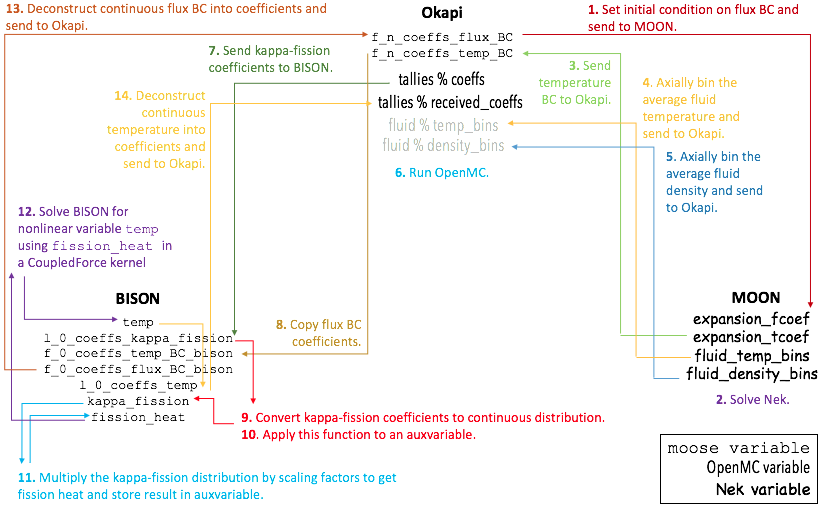 13. Deconstruct continuous flux BC into coefficients and
send to Okapi.
Okapi
1. Set initial condition on flux BC and
send to MOON.
f_n_coeffs_flux_BC
f_n_coeffs_temp_BC
7. Send kappa-fission
coefficients to BISON.
tallies % coeffs
tallies % received_coeffs
fluid % temp_bins
fluid % density_bins
6. Run OpenMC.
3. Send
temperature
BC to Okapi.
4. Axially bin the
average fluid
temperature and
send to Okapi.
14. Deconstruct
continuous
temperature into
coefficients and
send to Okapi.
5. Axially bin the
average fluid
density and send
to Okapi.
12. Solve BISON for
nonlinear variable temp
using fission_heat in
a CoupledForce kernel
BISON
temp
l_0_coeffs_kappa_fission
f_0_coeffs_temp_BC_bison
f_0_coeffs_flux_BC_bison
l_0_coeffs_temp
kappa_fission
fission_heat
8. Copy flux BC
coefficients.
MOON
expansion_fcoef
expansion_tcoef
fluid_temp_bins
fluid_density_bins
2. Solve Nek.
9. Convert kappa-fission coefficients to continuous distribution.
10. Apply this function to an auxvariable.
11. Multiply the kappa-fission distribution by scaling factors to get
fission heat and store result in auxvariable.
moose variable
OpenMC variable
Nek variable